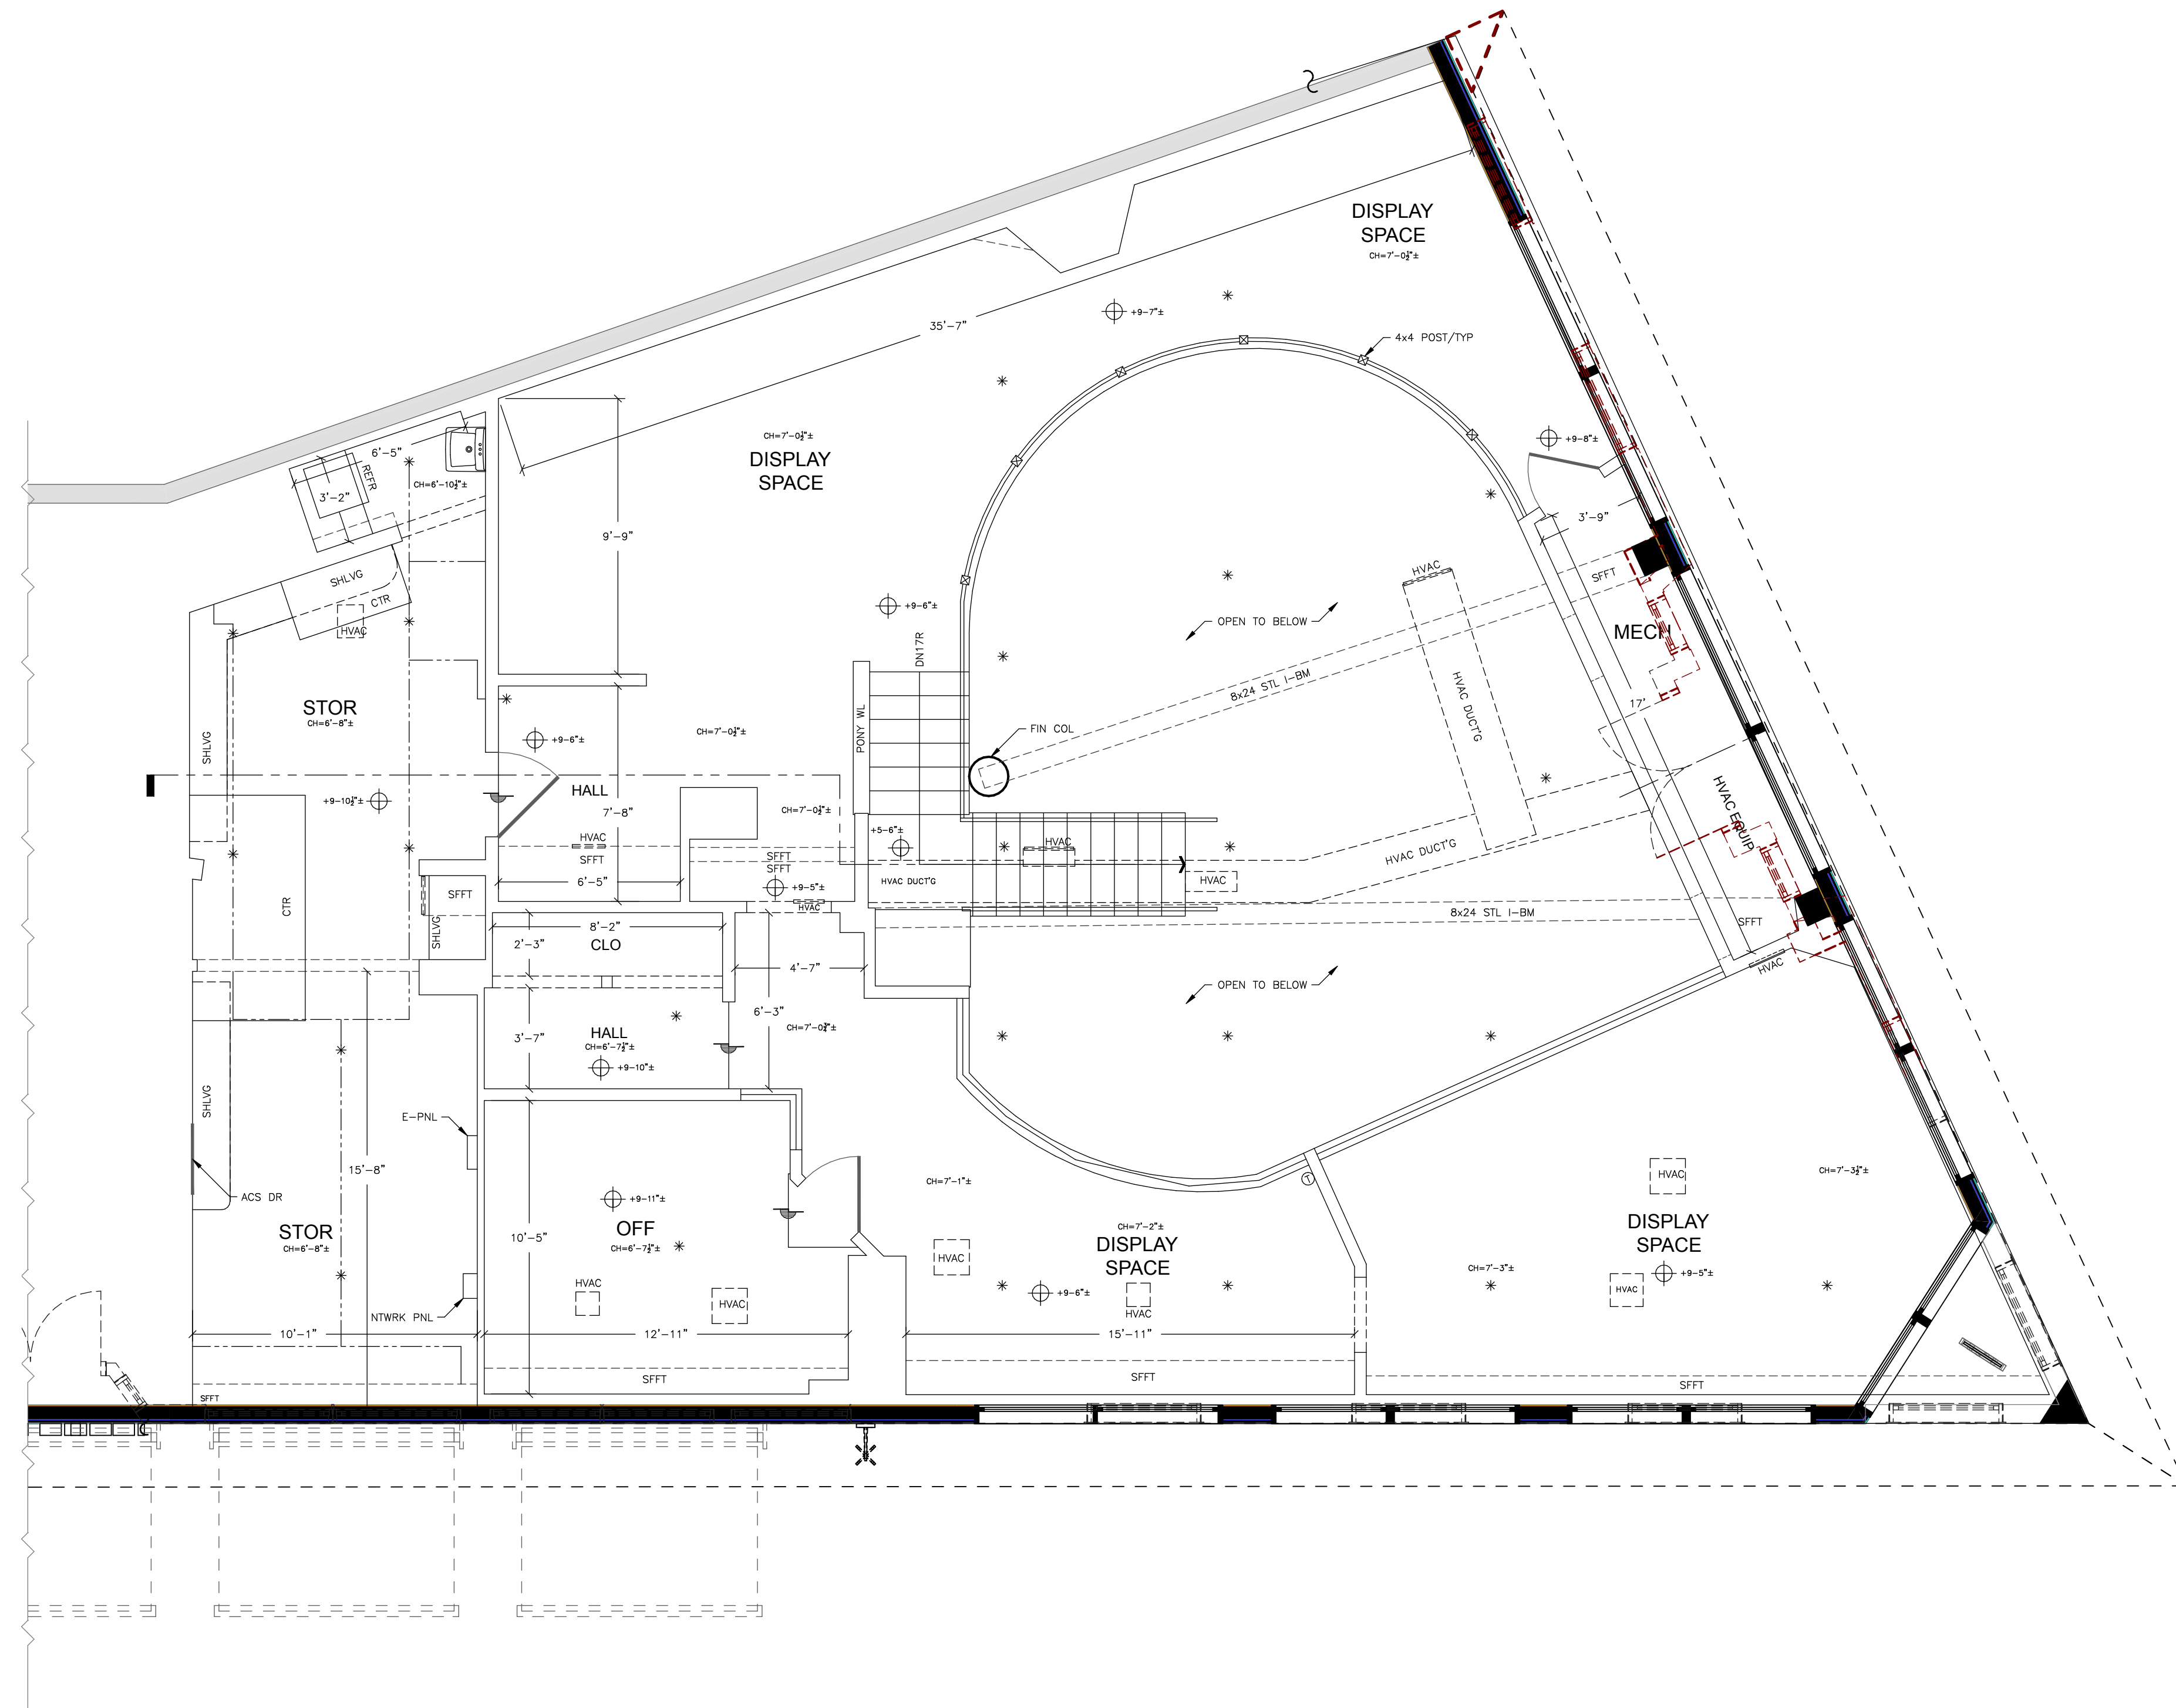 DISPLAY
SPACE
CH=7'-0½"±
35'-7"
+9-7"±
4x4 POST/TYP
CH=7'-0½"±
DISPLAY
SPACE
+9-8"±
6'-5"
REFR
3'-2"
CH=6'-10½"±
9'-9"
3'-9"
HVAC
SFFT
SHLVG
CTR
HVAC
+9-6"±
DN17R
OPEN TO BELOW
MECH
8x24 STL I-BM
HVAC DUCT'G
17'
STOR
CH=6'-8"±
SHLVG
PONY WL
FIN COL
+9-6"±
CH=7'-0½"±
HALL
7'-8"
+9-10½"±
CH=7'-0½"±
+5-6"±
HVAC
SFFT
SFFT
SFFT
HVAC
HVAC DUCT'G
HVAC EQUIP
6'-5"
+9-5"±
HVAC DUCT'G
HVAC
SFFT
SHLVG
CTR
HVAC
8x24 STL I-BM
SFFT
8'-2"
2'-3"
CLO
4'-7"
HVAC
OPEN TO BELOW
6'-3"
3'-7"
HALL
CH=6'-7½"±
+9-10"±
CH=7'-0½"±
SHLVG
E-PNL
15'-8"
ACS DR
CH=7'-1"±
T
HVAC
CH=7'-3½"±
+9-11"±
STOR
CH=6'-8"±
10'-5"
OFF
CH=6'-7½"±
CH=7'-2"±
DISPLAY
SPACE
DISPLAY
SPACE
HVAC
CH=7'-3"±
+9-5"±
HVAC
HVAC
HVAC
+9-6"±
HVAC
HVAC
NTWRK PNL
10'-1"
12'-11"
15'-11"
SFFT
SFFT
SFFT
SFFT